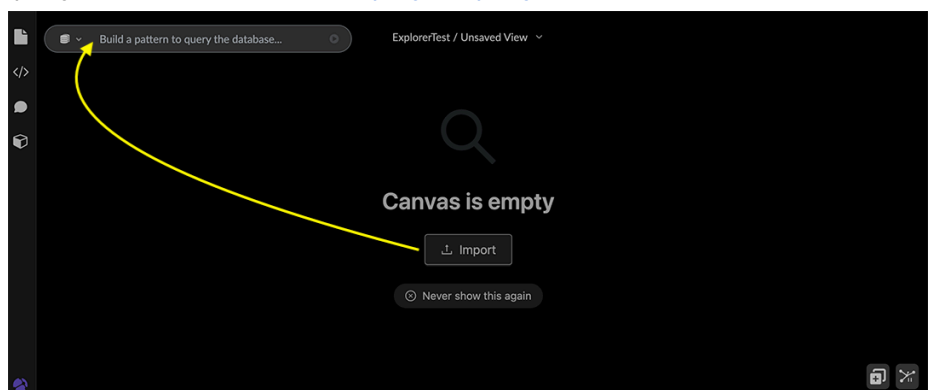 Build a pattern to query the database...
ExplorerTest / Unsaved View
</>
Canvas is empty
Import
Never show this again